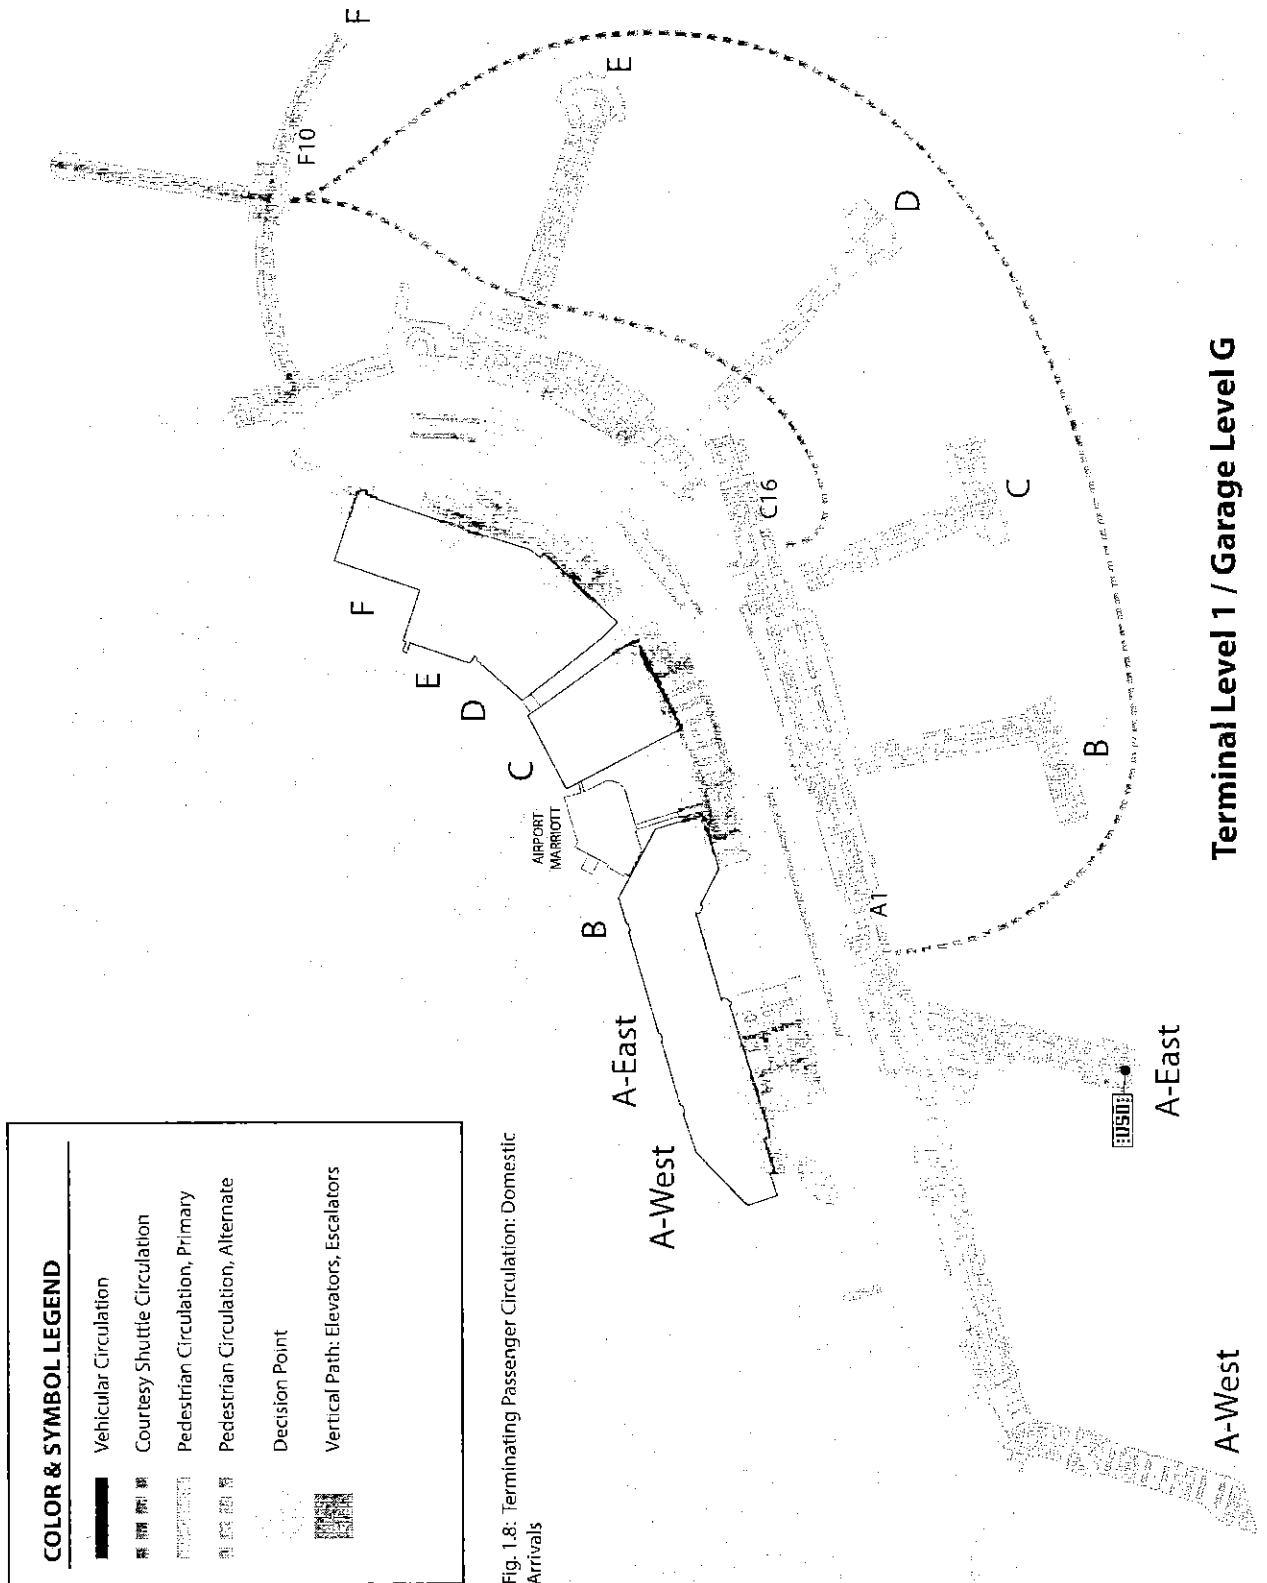 COLOR & SYMBOL LEGEND
Vehicular Circulation
Courtesy Shuttle Circulation
Pedestrian Circulation, Primary
Pedestrian Circulation, Alternate
Decision Point
Vertical Path: Elevators, Escalators
Fig. 1.8: Terminating Passenger Circulation: Domestic
Arrivals
A-West
A-East
B
AIRPORT
MARRIOTT
C
D
E
F
F
F10
E
D
C16
C
B
A1
USO
A-East
A-West
Terminal Level 1 / Garage Level G